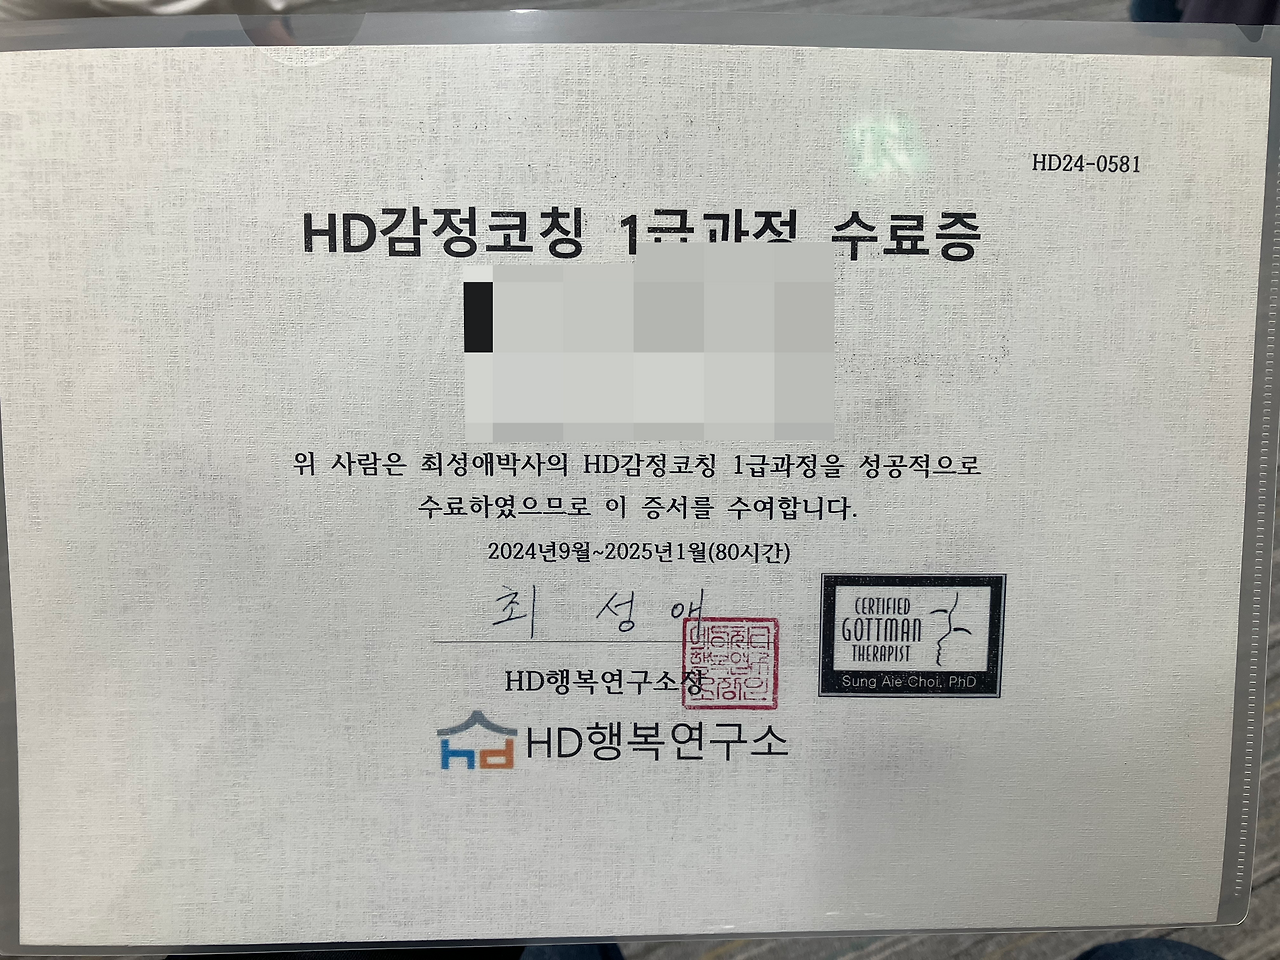 HD24-0581
HD감정코칭 1급과정 수료증
위 사람은 최성애박사의 HD감정코칭 1급과정을 성공적으로
수료하였으므로 이 증서를 수여합니다.
2024년9월~2025년1월(80시간)
최 성 애
HD행복연구소장
CERTIFIED
GOTTMAN
THERAPIST
Sung Aie Choi, PhD
hd HD행복연구소